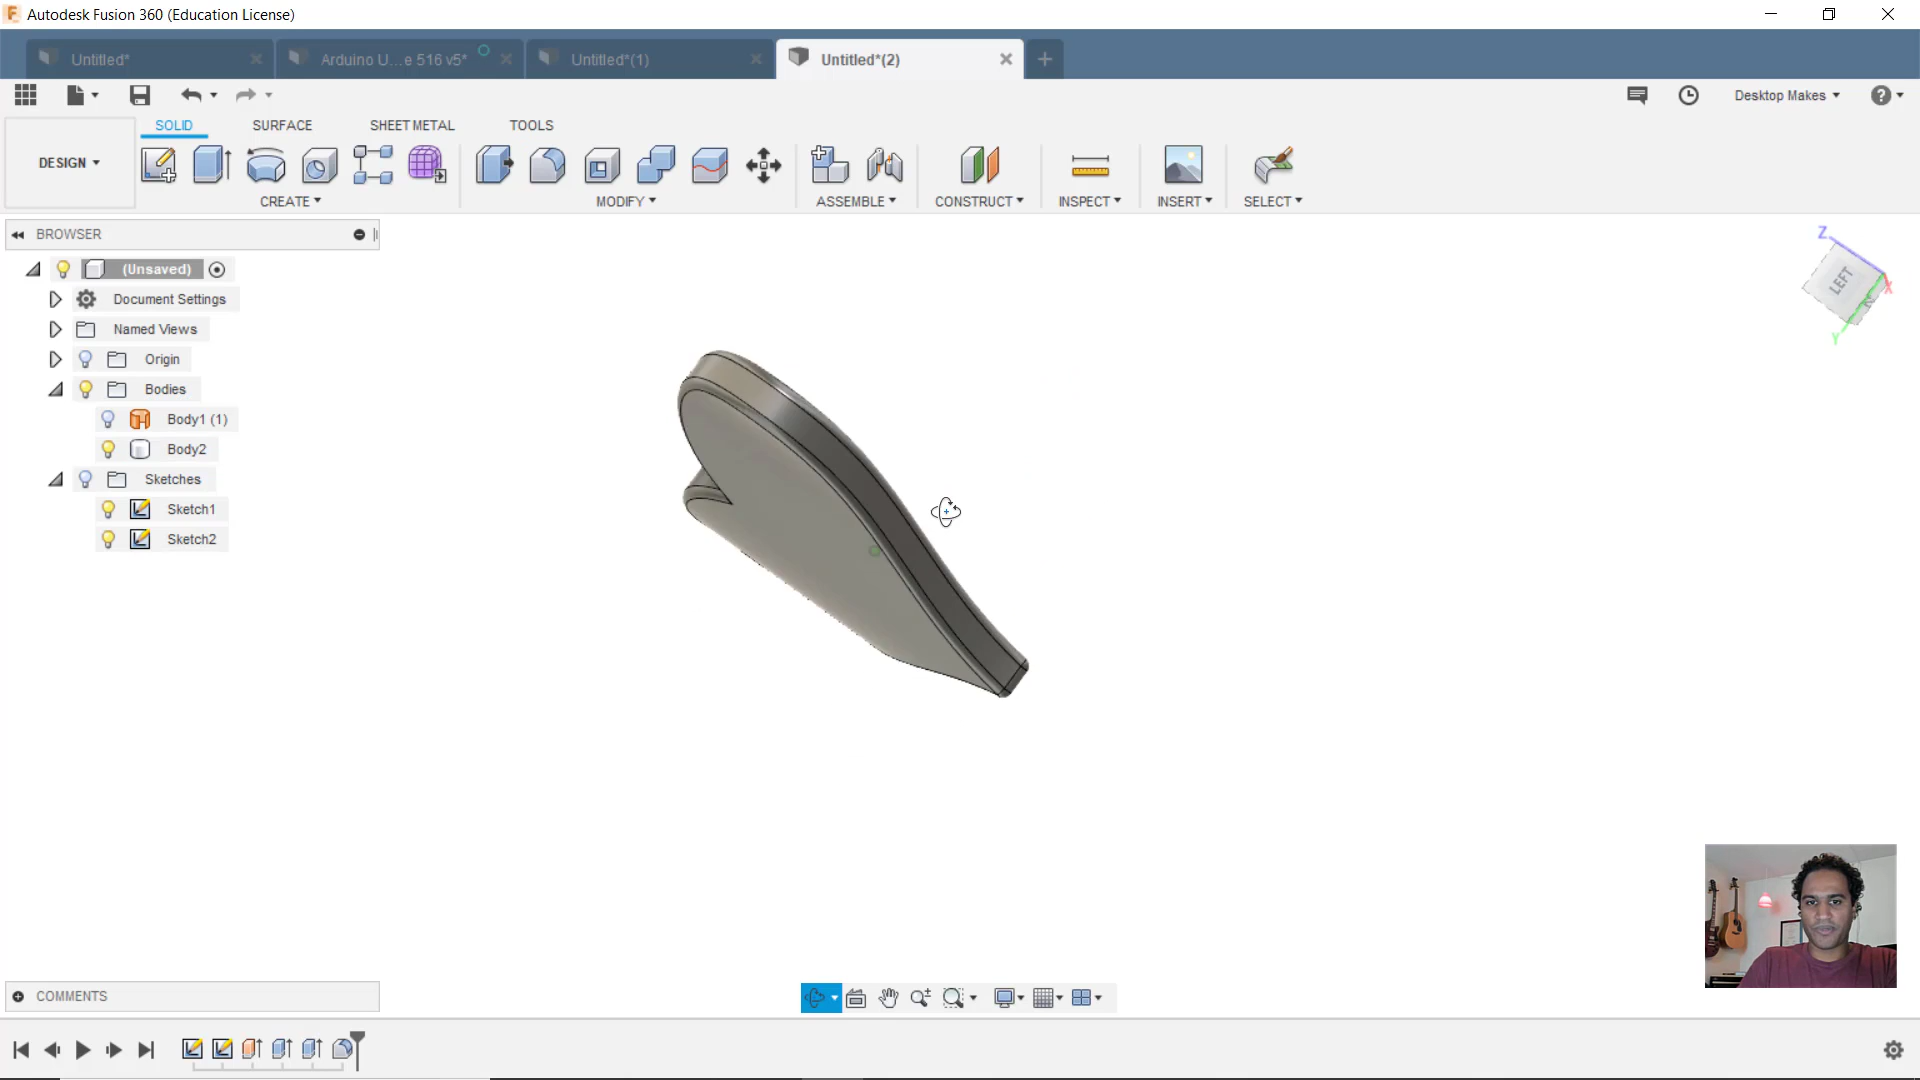 Autodesk Fusion 360 (Education License)
Untitled*
Arduino U...e 516 v5*
Untitled*(1)
Untitled*(2)
Desktop Makes
SOLID
SURFACE
SHEET METAL
TOOLS
DESIGN
CREATE
MODIFY
ASSEMBLE
CONSTRUCT
INSPECT
INSERT
SELECT
BROWSER
(Unsaved)
Document Settings
Named Views
Origin
Bodies
Body1 (1)
Body2
Sketches
Sketch1
Sketch2
Z
LEFT
X
Y
COMMENTS